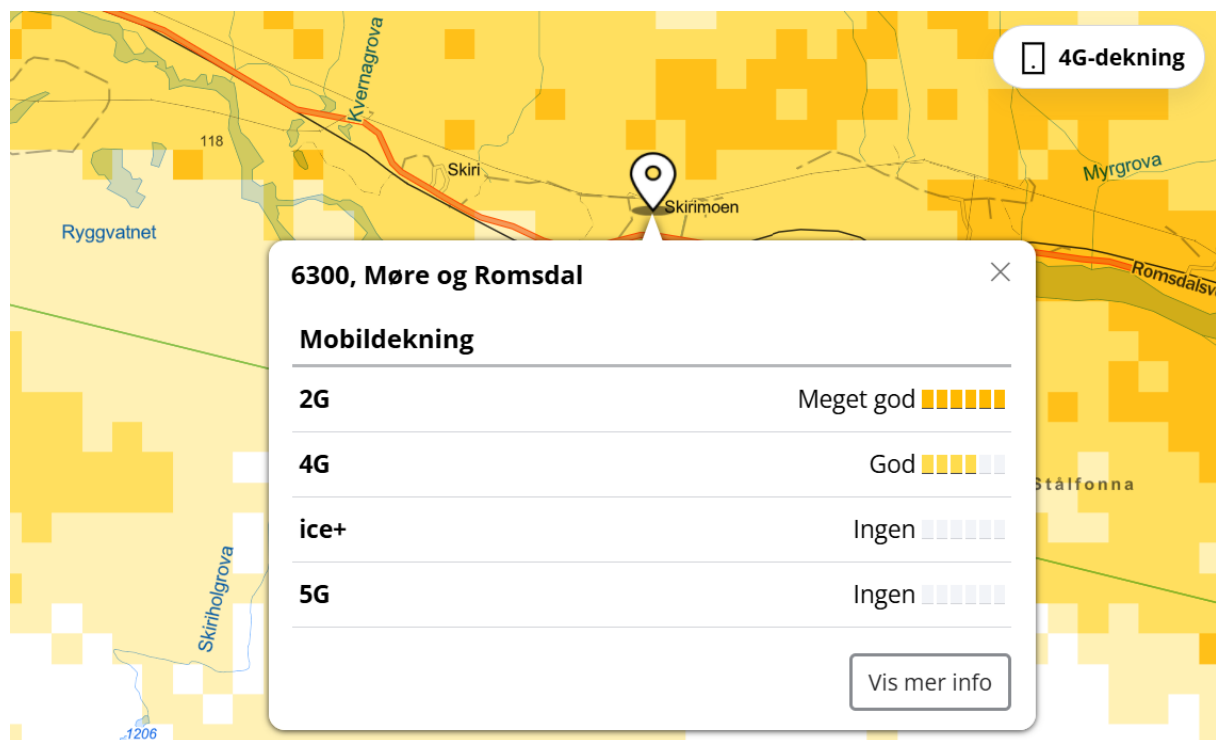 Kvernagrova
4G-dekning
118
Skiri
Myrgrova
Skirimoen
Ryggvatnet
6300, Møre og Romsdal
Mobildekning
2G Meget god
4G God
Stålfonna
ice+ Ingen
5G Ingen
Skiriholgrova
Vis mer info
1206